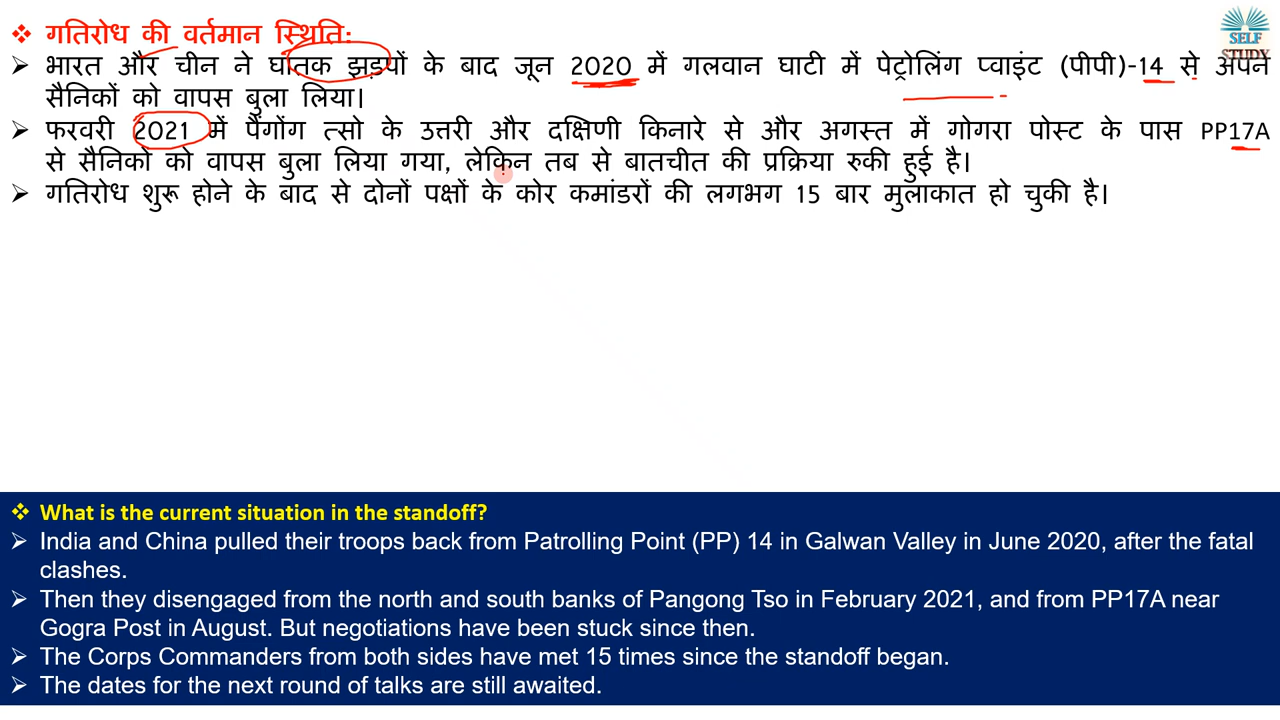 ❖ गतिरोध की वर्तमान स्थिति:
SELF
STUDY
➤ भारत और चीन ने घातक झड़पों के बाद जून 2020 में गलवान घाटी में पेट्रोलिंग प्वाइंट (पीपी)-14 से अपने
सैनिकों को वापस बुला लिया।
➤ फरवरी 2021 में पैंगोंग त्सो के उत्तरी और दक्षिणी किनारे से और अगस्त में गोगरा पोस्ट के पास PP17A
से सैनिकों को वापस बुला लिया गया, लेकिन तब से बातचीत की प्रक्रिया रुकी हुई है।
➤ गतिरोध शुरू होने के बाद से दोनों पक्षों के कोर कमांडरों की लगभग 15 बार मुलाकात हो चुकी है।
❖ What is the current situation in the standoff?
➤ India and China pulled their troops back from Patrolling Point (PP) 14 in Galwan Valley in June 2020, after the fatal
clashes.
➤ Then they disengaged from the north and south banks of Pangong Tso in February 2021, and from PP17A near
Gogra Post in August. But negotiations have been stuck since then.
➤ The Corps Commanders from both sides have met 15 times since the standoff began.
➤ The dates for the next round of talks are still awaited.